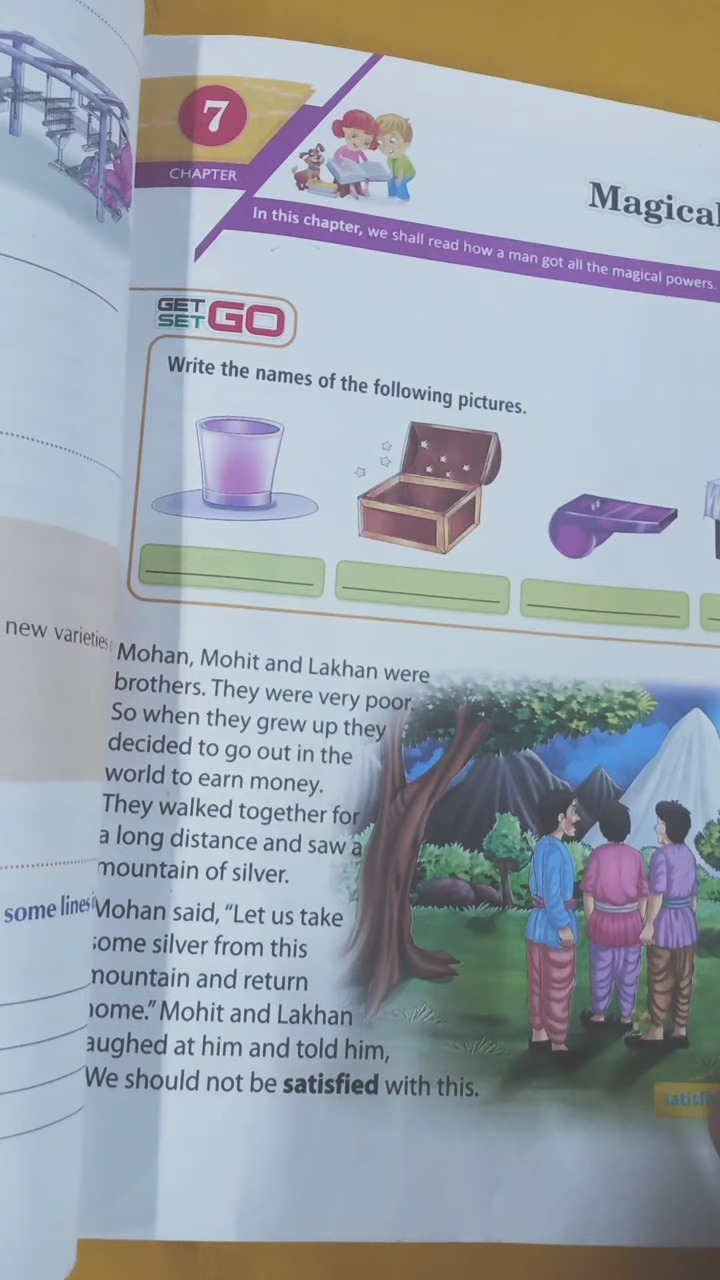 7
CHAPTER
Magical
In this chapter, we shall read how a man got all the magical powers.
GET
SET GO
Write the names of the following pictures.
new varieties
Mohan, Mohit and Lakhan were
brothers. They were very poor.
So when they grew up they
decided to go out in the
world to earn money.
They walked together for
a long distance and saw a
mountain of silver.
some lines
Mohan said, “Let us take
some silver from this
mountain and return
home.” Mohit and Lakhan
laughed at him and told him,
We should not be satisfied with this.